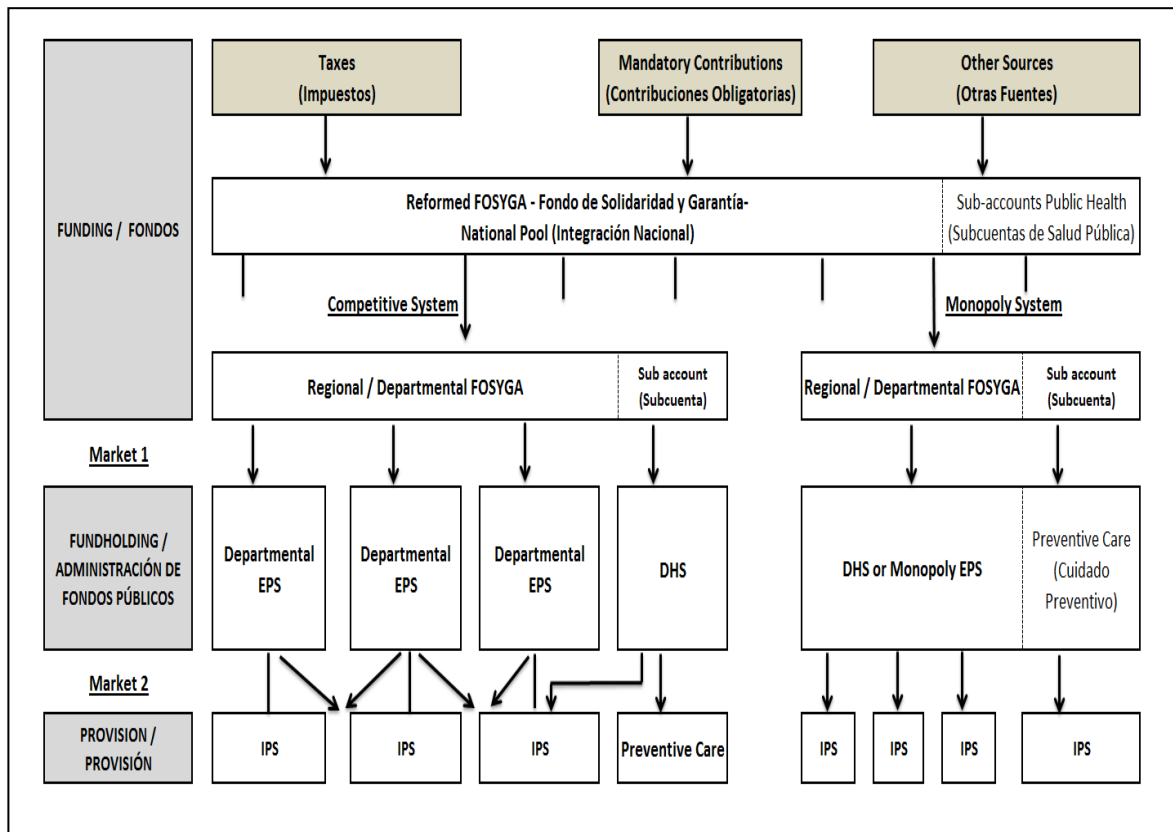 Taxes
(Impuestos)
Mandatory Contributions
(Contribuciones Obligatorias)
Other Sources
(Otras Fuentes)
FUNDING / FONDOS
Reformed FOSYGA - Fondo de Solidaridad y Garantía-
National Pool (Integración Nacional)
Sub-accounts Public Health
(Subcuentas de Salud Pública)
Competitive System
Monopoly System
Regional / Departmental FOSYGA
Sub account
(Subcuenta)
Regional / Departmental FOSYGA
Sub account
(Subcuenta)
Market 1
FUNDHOLDING /
ADMINISTRACIÓN DE
FONDOS PÚBLICOS
Departmental
EPS
Departmental
EPS
Departmental
EPS
DHS
DHS or Monopoly EPS
Preventive Care
(Cuidado
Preventivo)
Market 2
PROVISION /
PROVISIÓN
IPS
IPS
IPS
Preventive Care
IPS
IPS
IPS
IPS